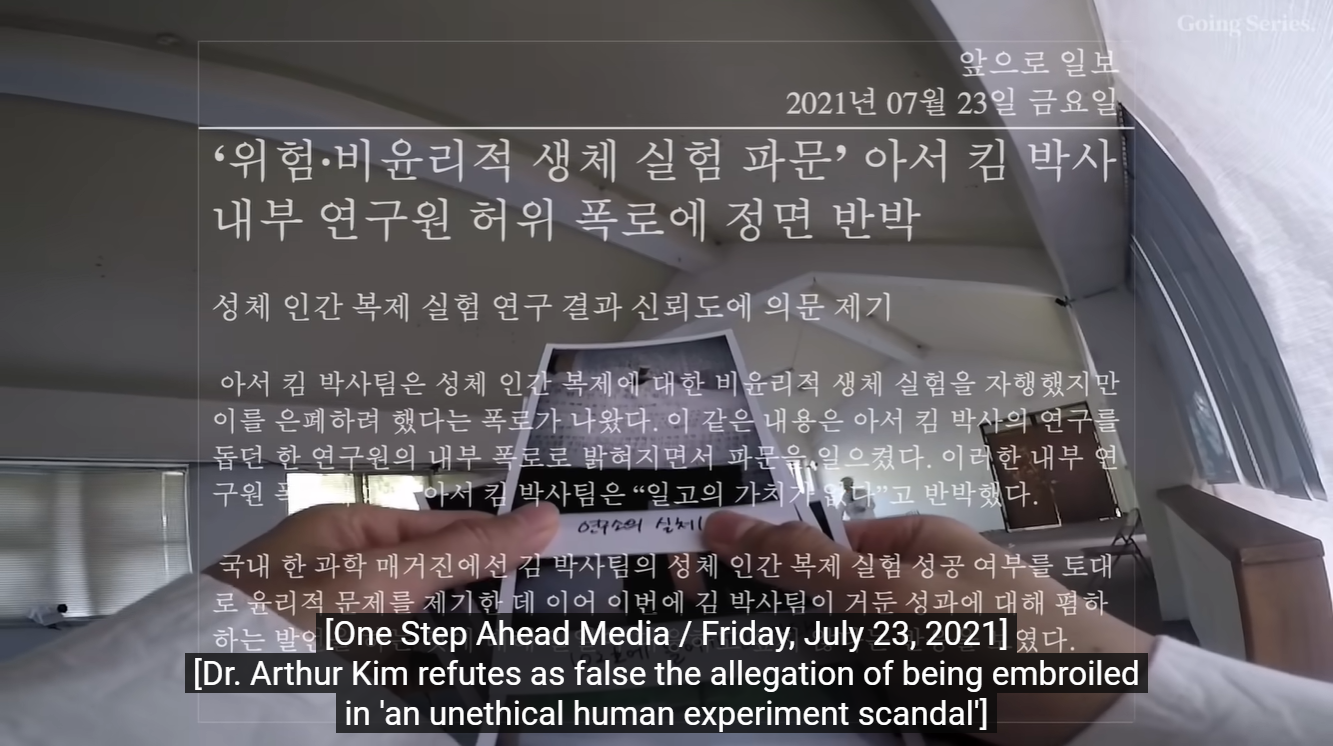 Going Series.
앞으로 일보
2021년 07월 23일 금요일
‘위험·비윤리적 생체 실험 파문’ 아서 킴 박사
내부 연구원 허위 폭로에 정면 반박
성체 인간 복제 실험 연구 결과 신뢰도에 의문 제기
아서 킴 박사팀은 성체 인간 복제에 대한 비윤리적 생체 실험을 자행했지만
이를 은폐하려 했다는 폭로가 나왔다. 이 같은 내용은 아서 킴 박사의 연구를
돕던 한 연구원의 내부 폭로로 밝혀지면서 파문을 일으켰다. 이러한 내부 연
구원 아서 킴 박사팀은 “일고의 가치가 없다”고 반박했다.
연구소의
국내 한 과학 매거진에선 김 박사팀의 성체 인간 복제 실험 성공 여부를 토대
로 윤리적 문제를 제기한 데 이어 이번에 김 박사팀이 거둔 성과에 대해 폄하
하는
[One Step Ahead Media / Friday, July 23, 2021]
[Dr. Arthur Kim refutes as false the allegation of being embroiled
in 'an unethical human experiment scandal']